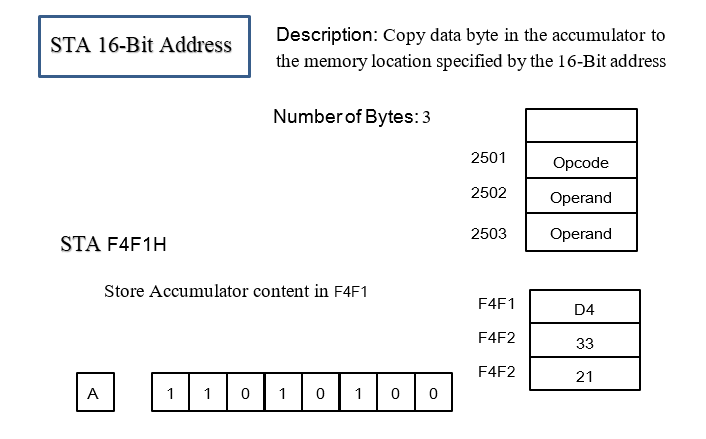 STA 16-Bit Address
Description: Copy data byte in the accumulator to
the memory location specified by the 16-Bit address
Number of Bytes: 3
2501 Opcode
2502 Operand
2503 Operand
STA F4F1H
Store Accumulator content in F4F1
F4F1 D4
F4F2 33
F4F2 21
A 1 1 0 1 0 1 0 0